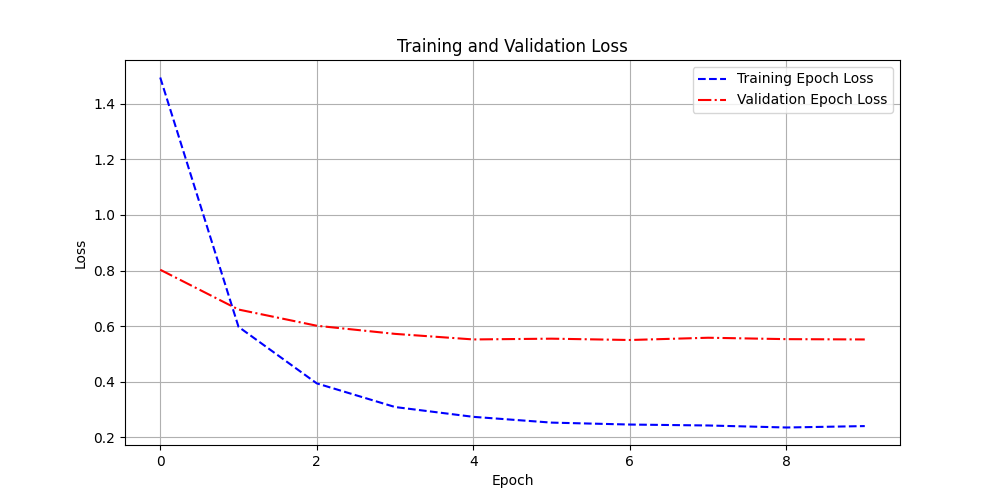 Training and Validation Loss
Training Epoch Loss
Validation Epoch Loss
Loss
1.4
1.2
1.0
0.8
0.6
0.4
0.2
0 2 4 6 8
Epoch